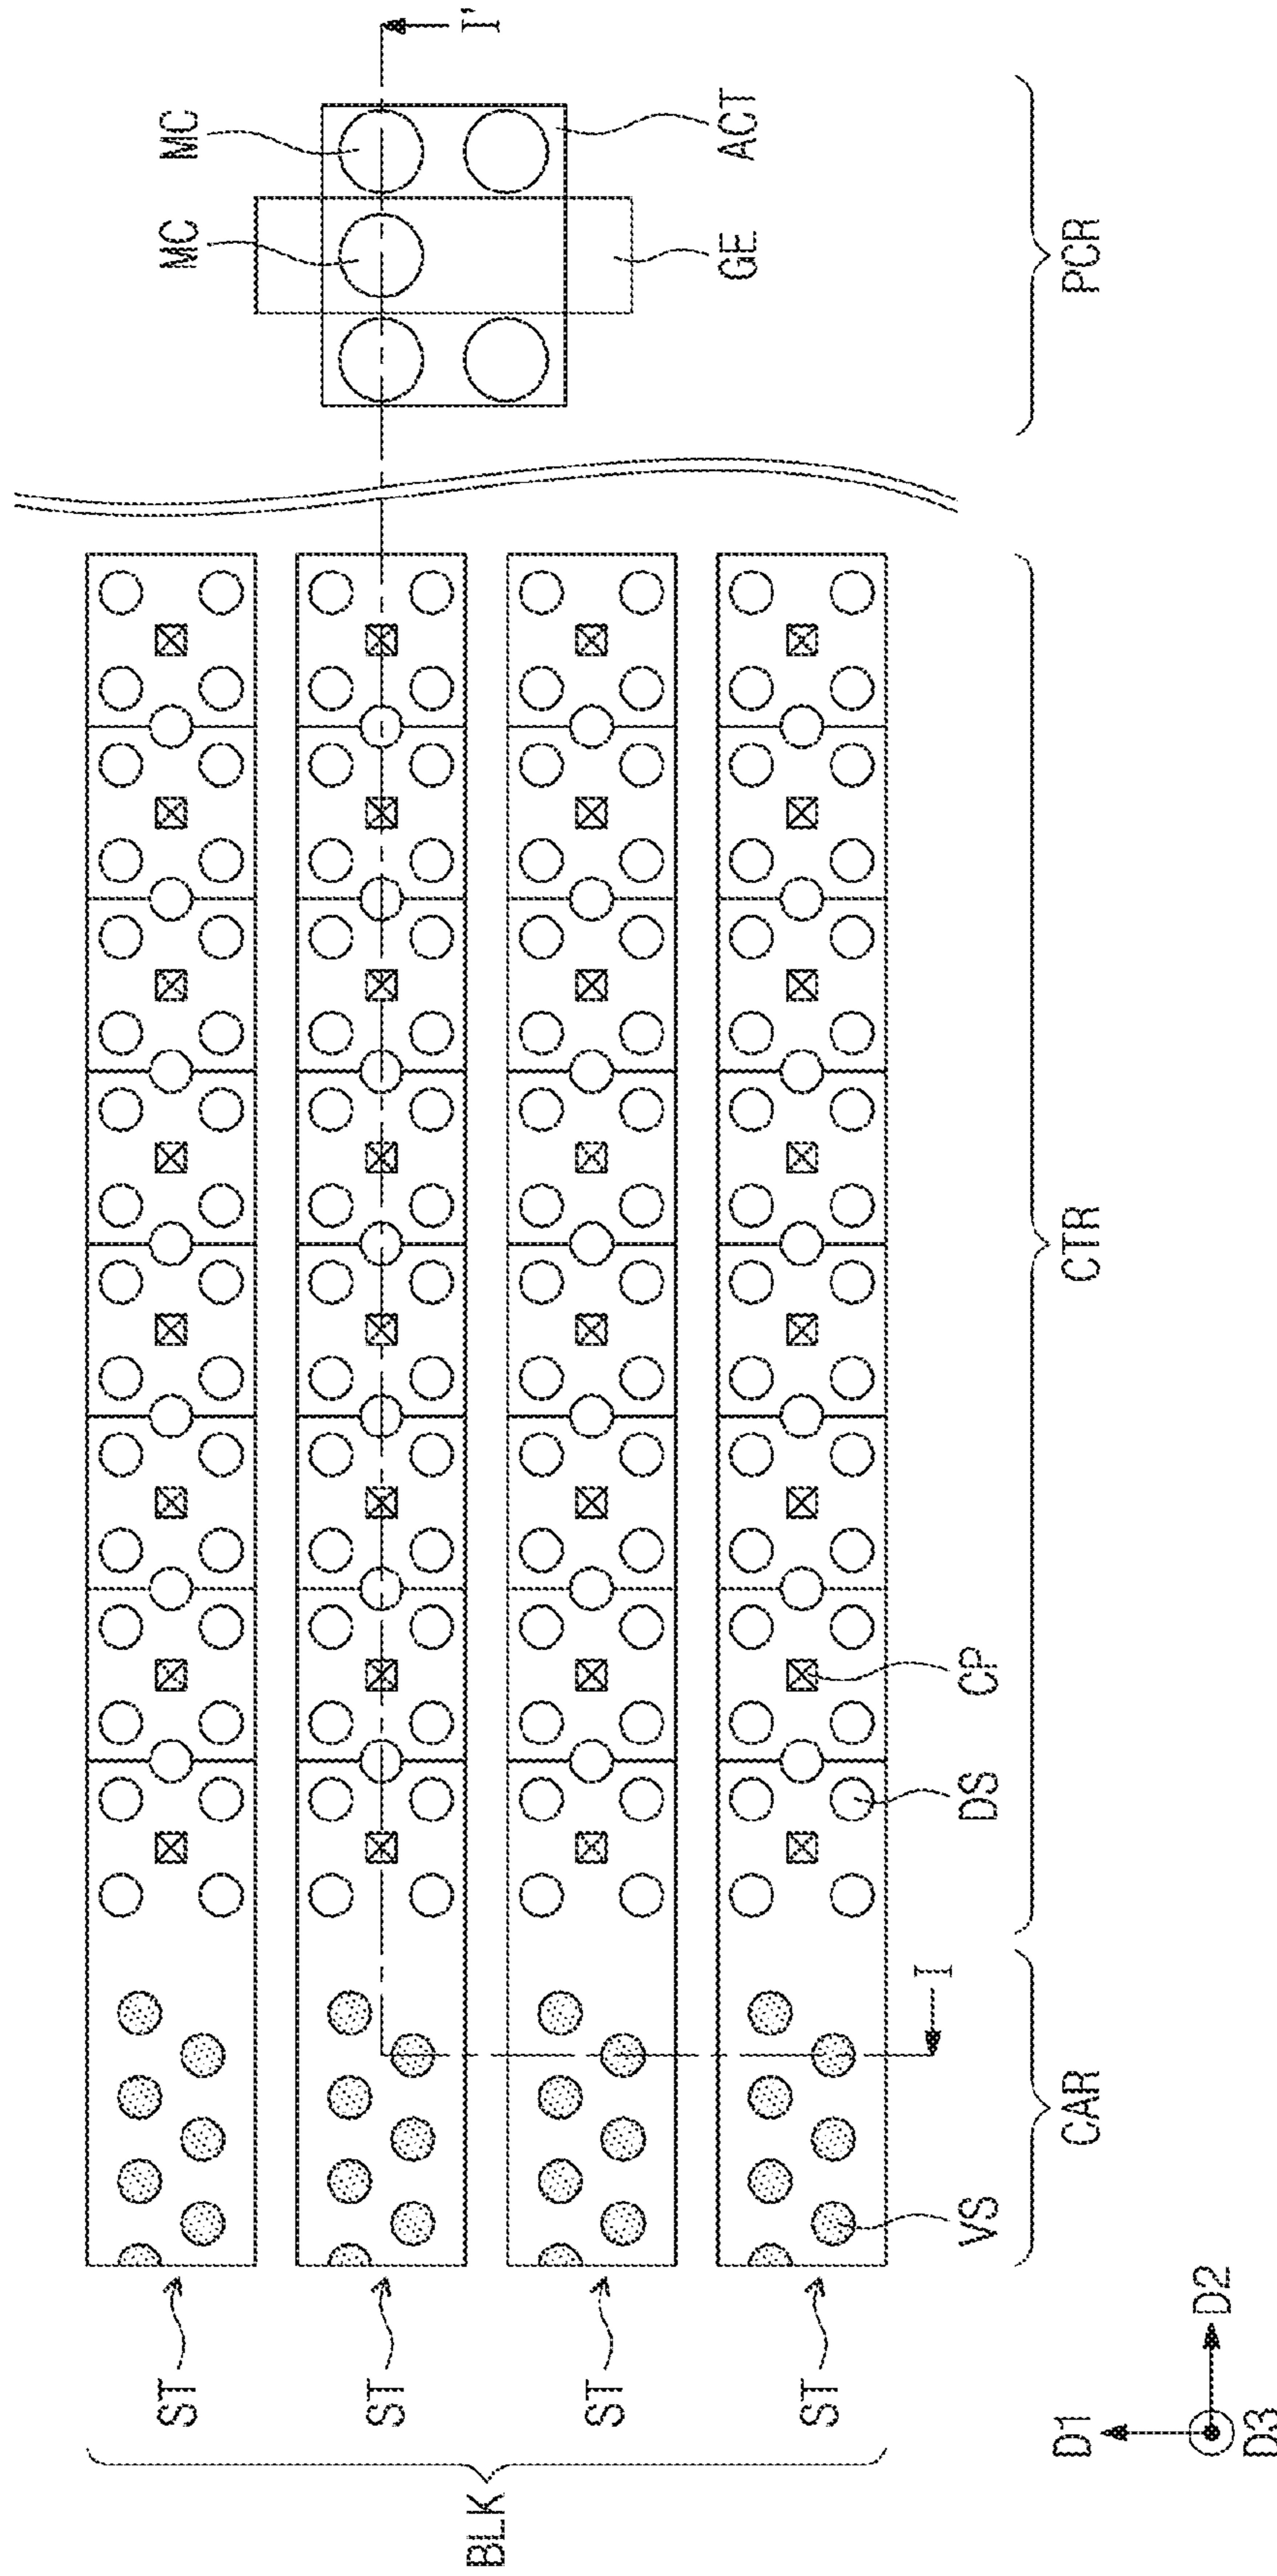 BLK
ST
ST
ST
ST
MC
MC
I'
ACT
GE
CP
DS
I
VS
CAR
CTR
PCR
D1
D2
D3